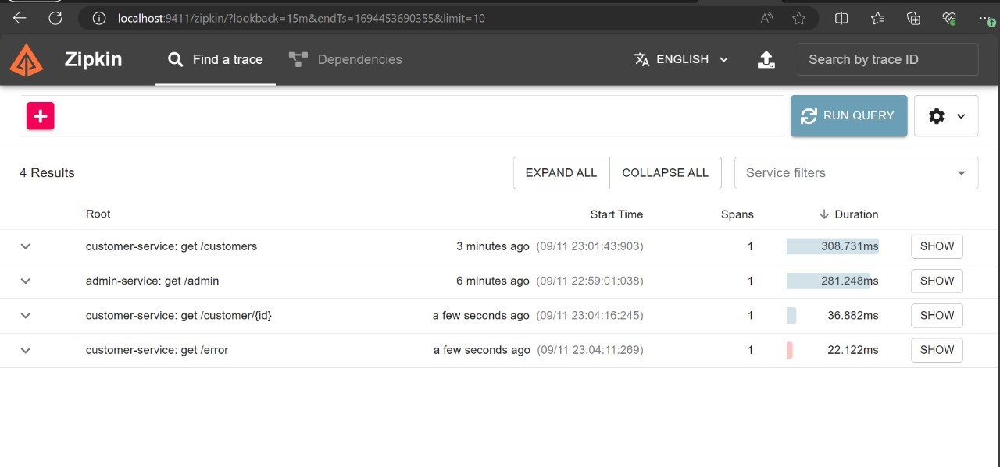 localhost:9411/zipkin/?lookback=15m&endTs=1694453690355&limit=10
Zipkin Find a trace Dependencies ENGLISH Search by trace ID
RUN QUERY
4 Results EXPAND ALL COLLAPSE ALL Service filters
Root Start Time Spans Duration
customer-service: get /customers 3 minutes ago (09/11 23:01:43:903) 1 308.731ms SHOW
admin-service: get /admin 6 minutes ago (09/11 22:59:01:038) 1 281.248ms SHOW
customer-service: get /customer/{id} a few seconds ago (09/11 23:04:16:245) 1 36.882ms SHOW
customer-service: get /error a few seconds ago (09/11 23:04:11:269) 1 22.122ms SHOW